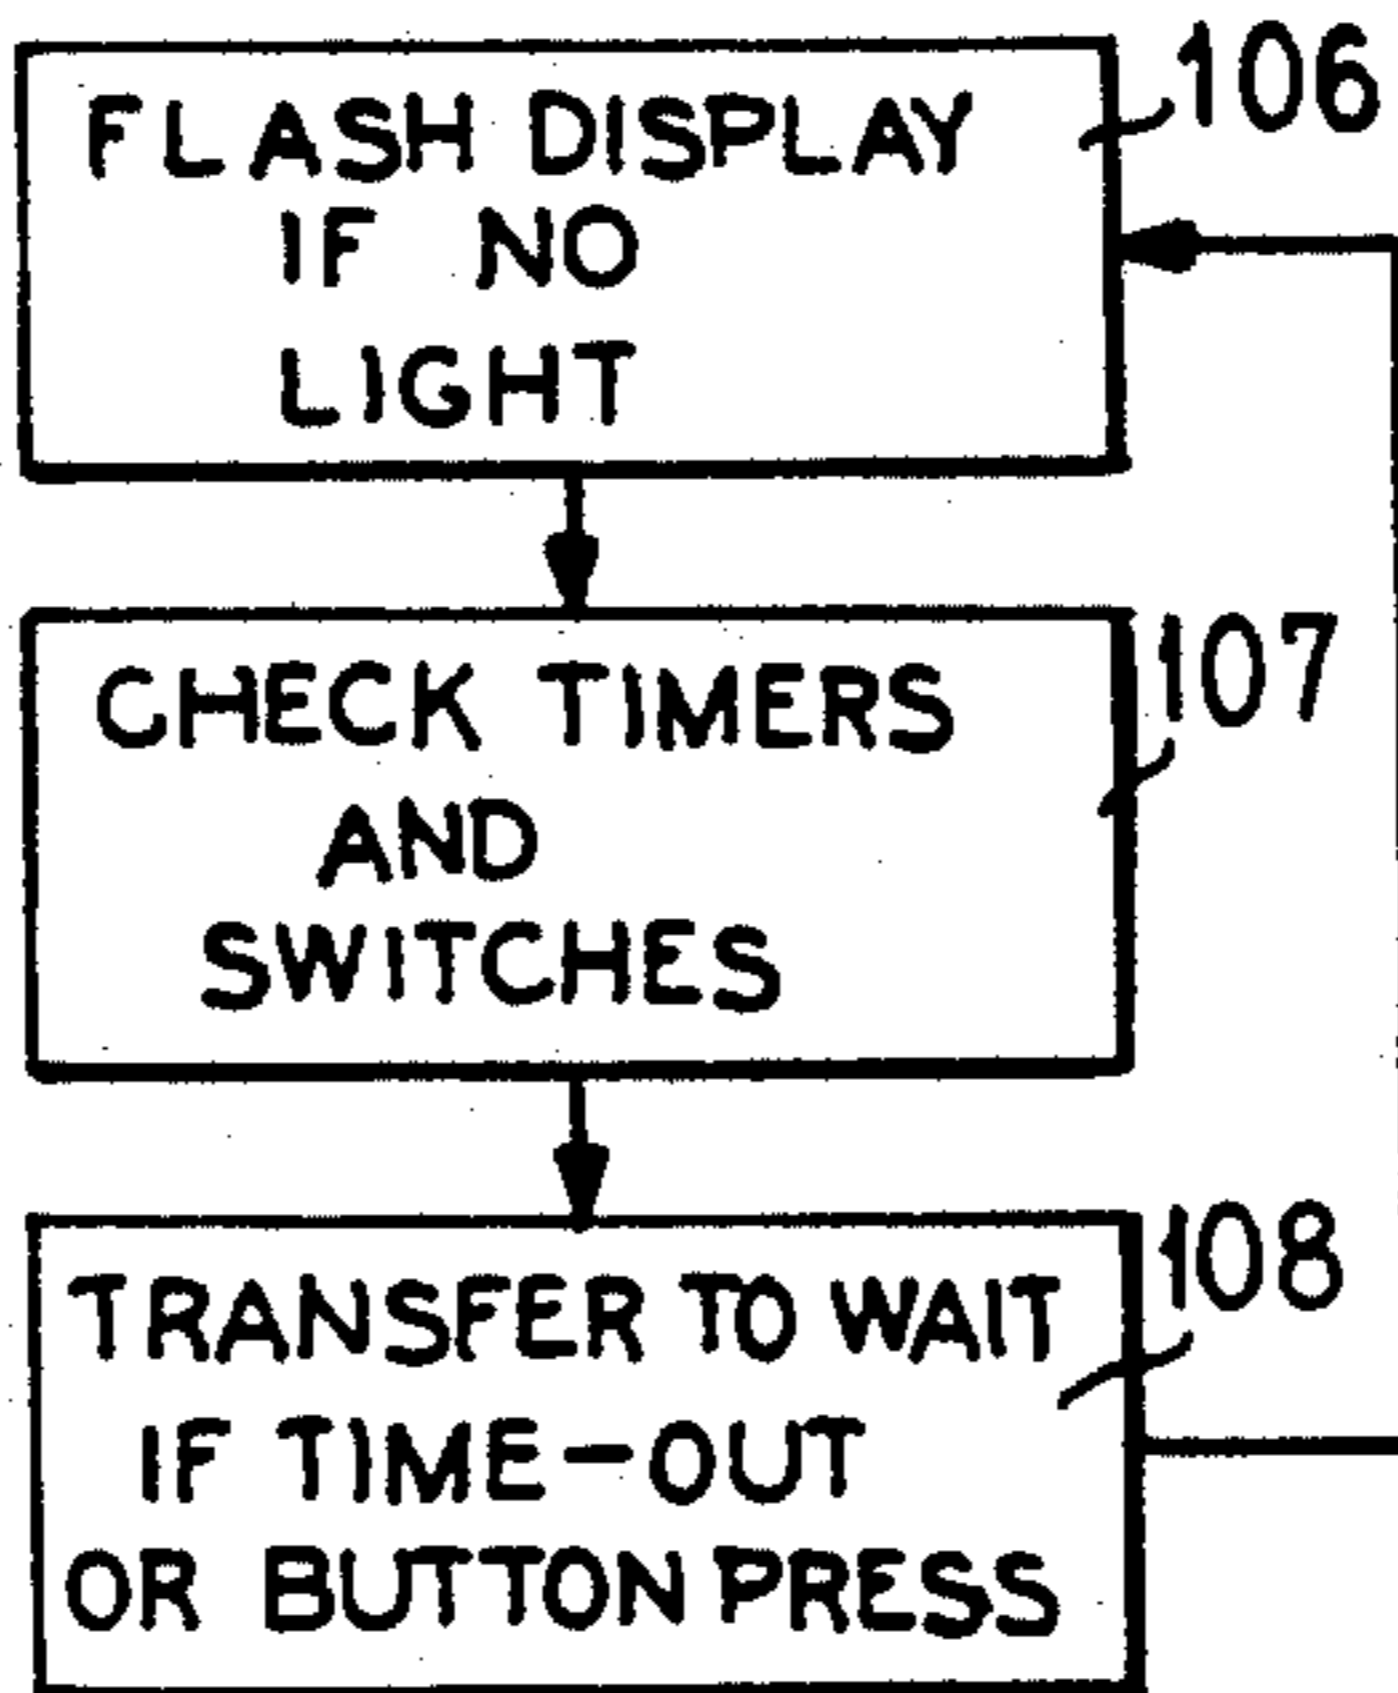 106
FLASH DISPLAY
IF NO
LIGHT
107
CHECK TIMERS
AND
SWITCHES
108
TRANSFER TO WAIT
IF TIME-OUT
OR BUTTON PRESS